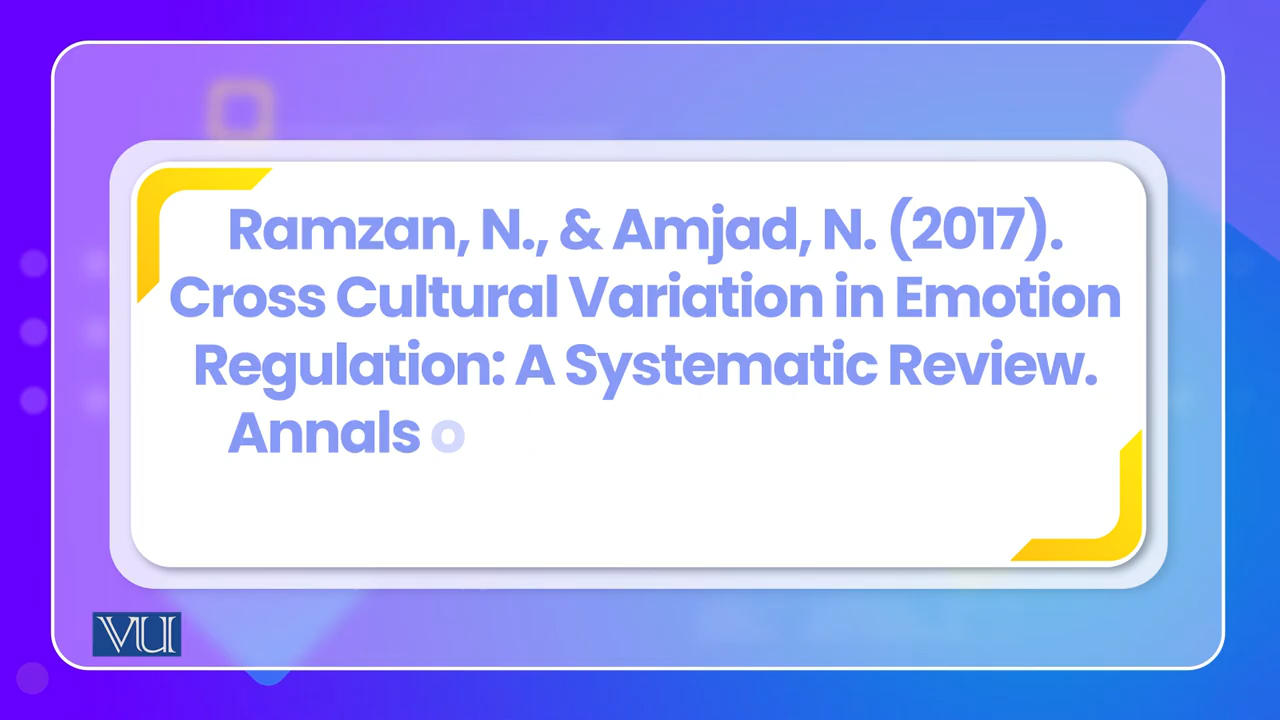 Ramzan, N., & Amjad, N. (2017).
Cross Cultural Variation in Emotion
Regulation: A Systematic Review.
Annals o
VU